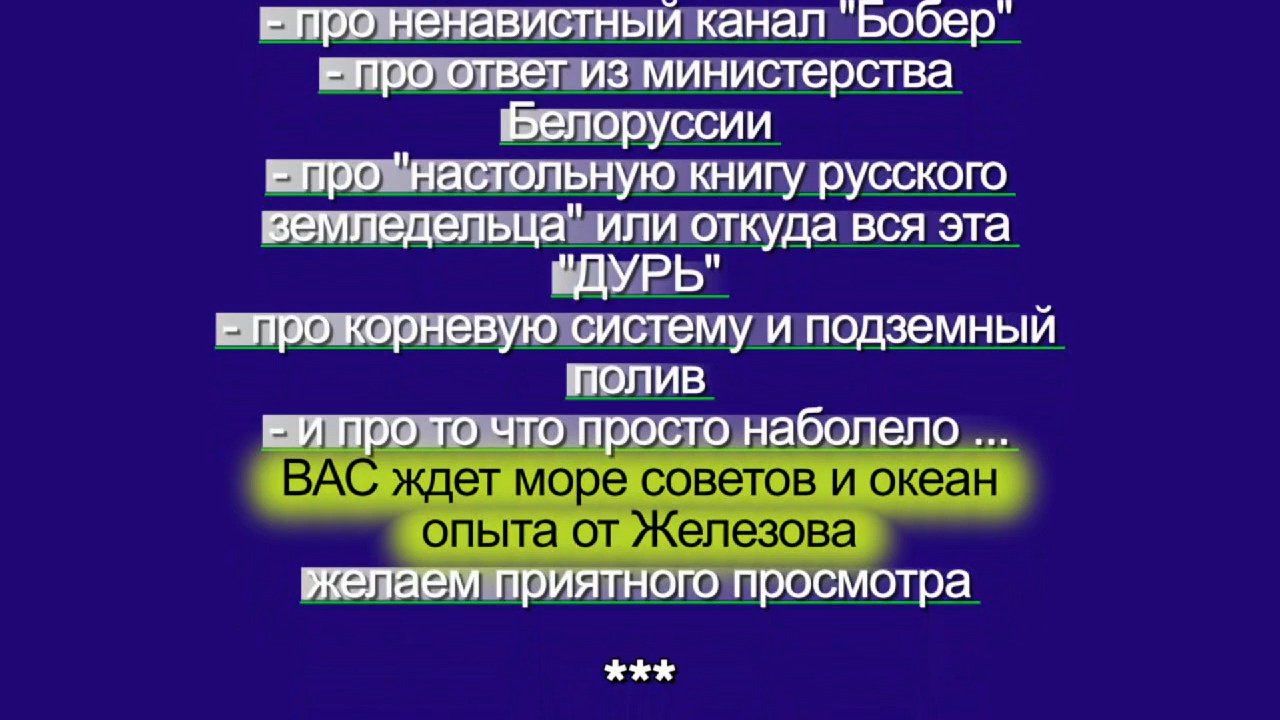 - про ненавистный канал "Бобер"
- про ответ из министерства
Белоруссии
- про "настольную книгу русского
земледельца" или откуда вся эта
"ДУРЬ"
- про корневую систему и подземный
полив
- и про то что просто наболело ...
ВАС ждет море советов и океан
опыта от Железова
желаем приятного просмотра
***